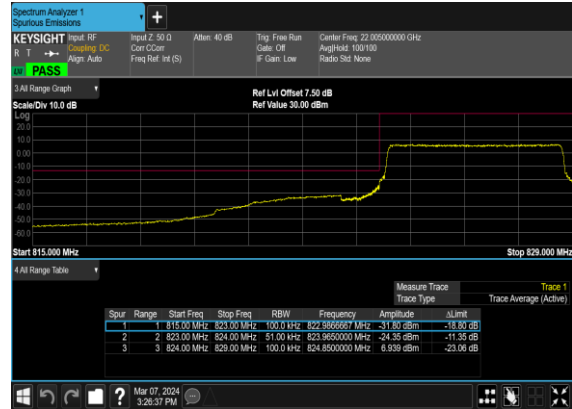 Spectrum Analyzer 1
Spurious Emissions
+
KEYSIGHT Input: RF Input Z: 50 Ω Atten: 40 dB Trig: Free Run Center Freq: 22.005000000 GHz
R T Coupling: DC Corr CCorr Gate: Off Avg|Hold: 100/100
Align: Auto Freq Ref: Int (S) IF Gain: Low Radio Std: None
LM PASS
3 All Range Graph
Ref Lvl Offset 7.50 dB
Scale/Div 10.0 dB Ref Value 30.00 dBm
Log
20.0
10.0
0.00
-10.0
-20.0
-30.0
-40.0
-50.0
-60.0
Start 815.000 MHz Stop 829.000 MHz
4 All Range Table
Measure Trace Trace 1
Trace Type Trace Average (Active)
Spur Range Start Freq Stop Freq RBW Frequency Amplitude ΔLimit
1 1 815.00 MHz 823.00 MHz 100.0 kHz 822.9866667 MHz -31.80 dBm -18.80 dB
2 2 823.00 MHz 824.00 MHz 51.00 kHz 823.9650000 MHz -24.35 dBm -11.35 dB
3 3 824.00 MHz 829.00 MHz 100.0 kHz 824.8500000 MHz 6.939 dBm -23.06 dB
? Mar 07, 2024
3:26:37 PM